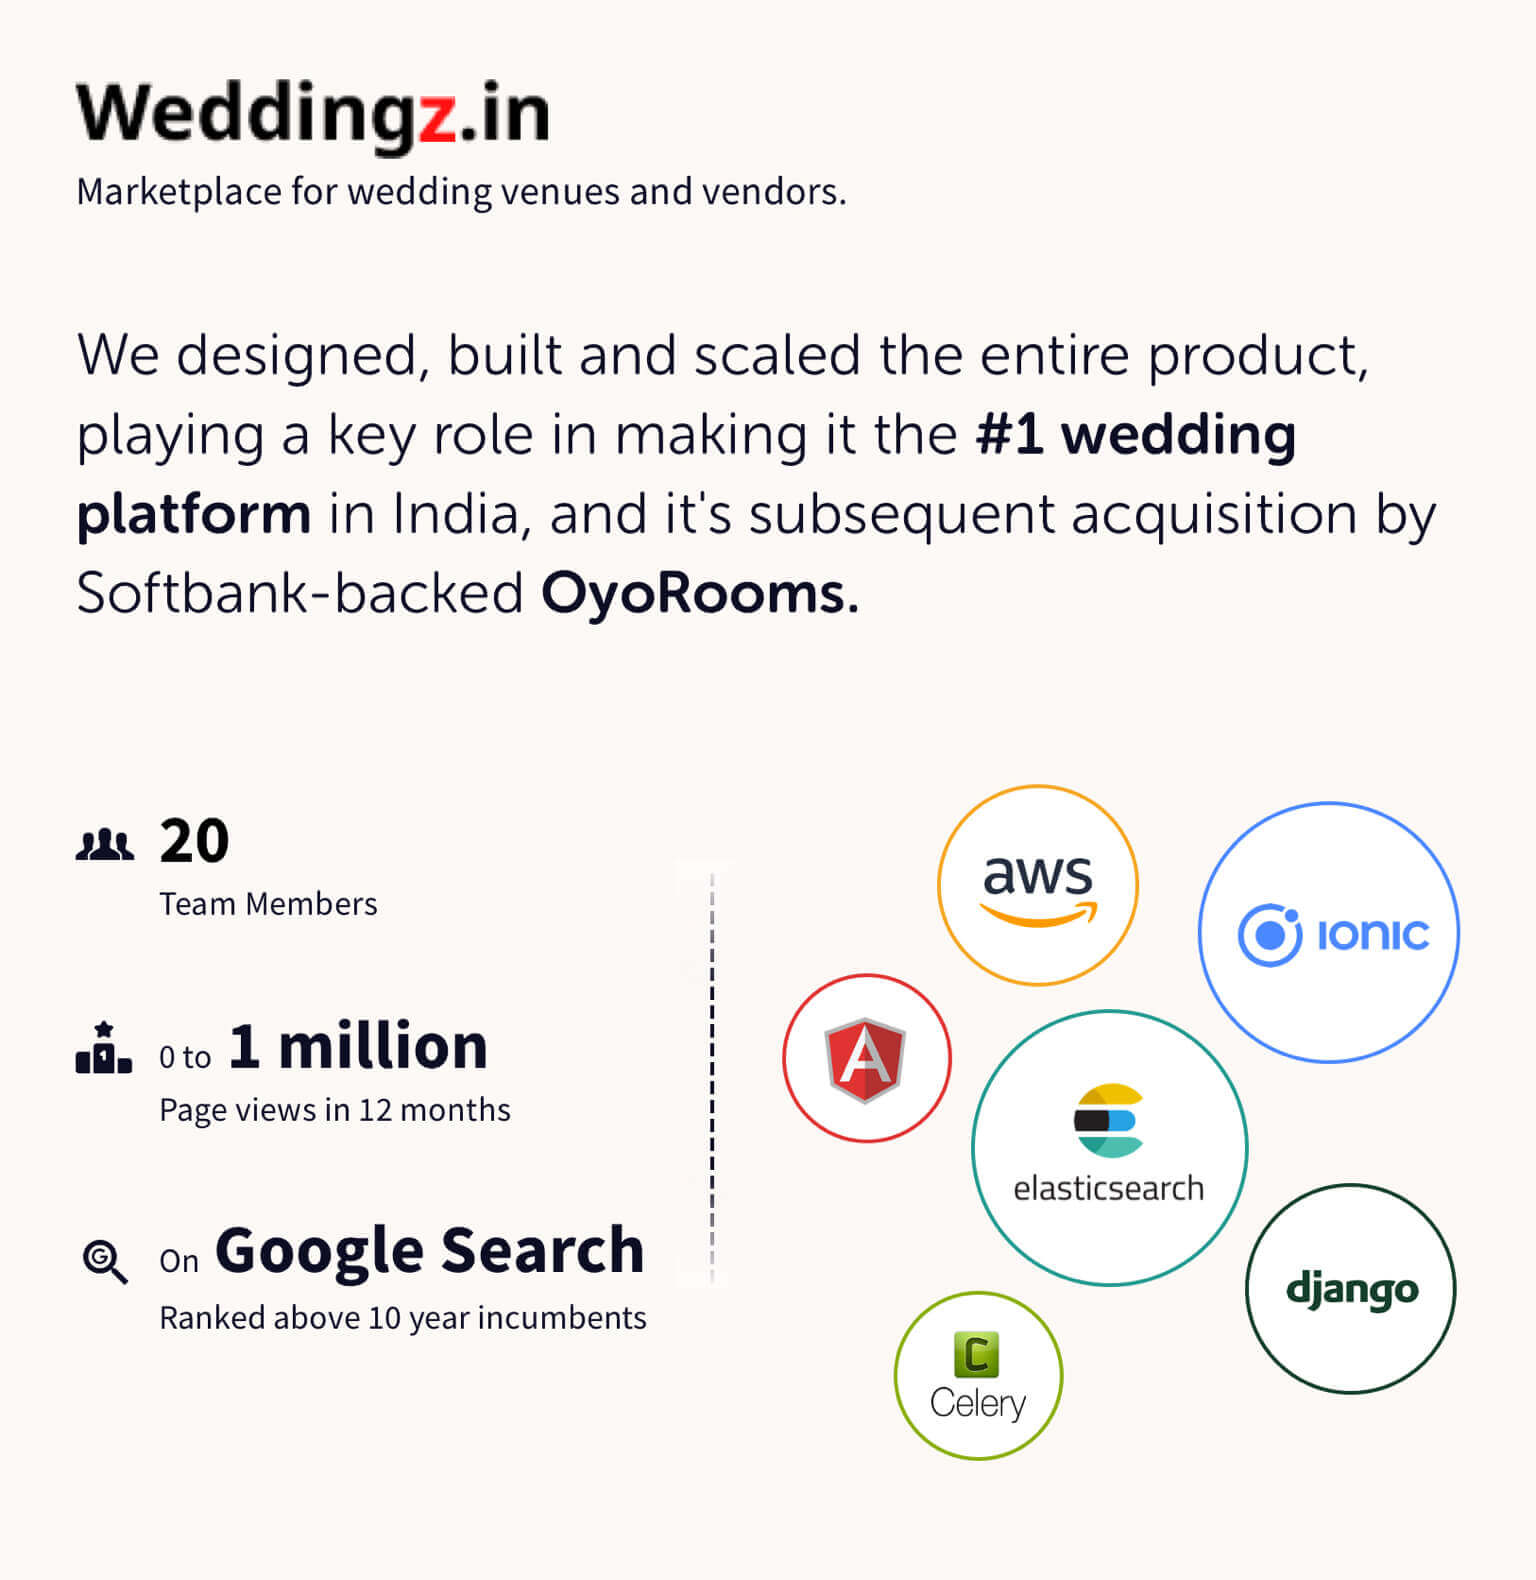 Weddingz.in
Marketplace for wedding venues and vendors.
We designed, built and scaled the entire product,
playing a key role in making it the #1 wedding
platform in India, and it's subsequent acquisition by
Softbank-backed OyoRooms.
20
Team Members
1
0 to 1 million
Page views in 12 months
G
On Google Search
Ranked above 10 year incumbents
aws
IONIC
A
elasticsearch
django
C
Celery